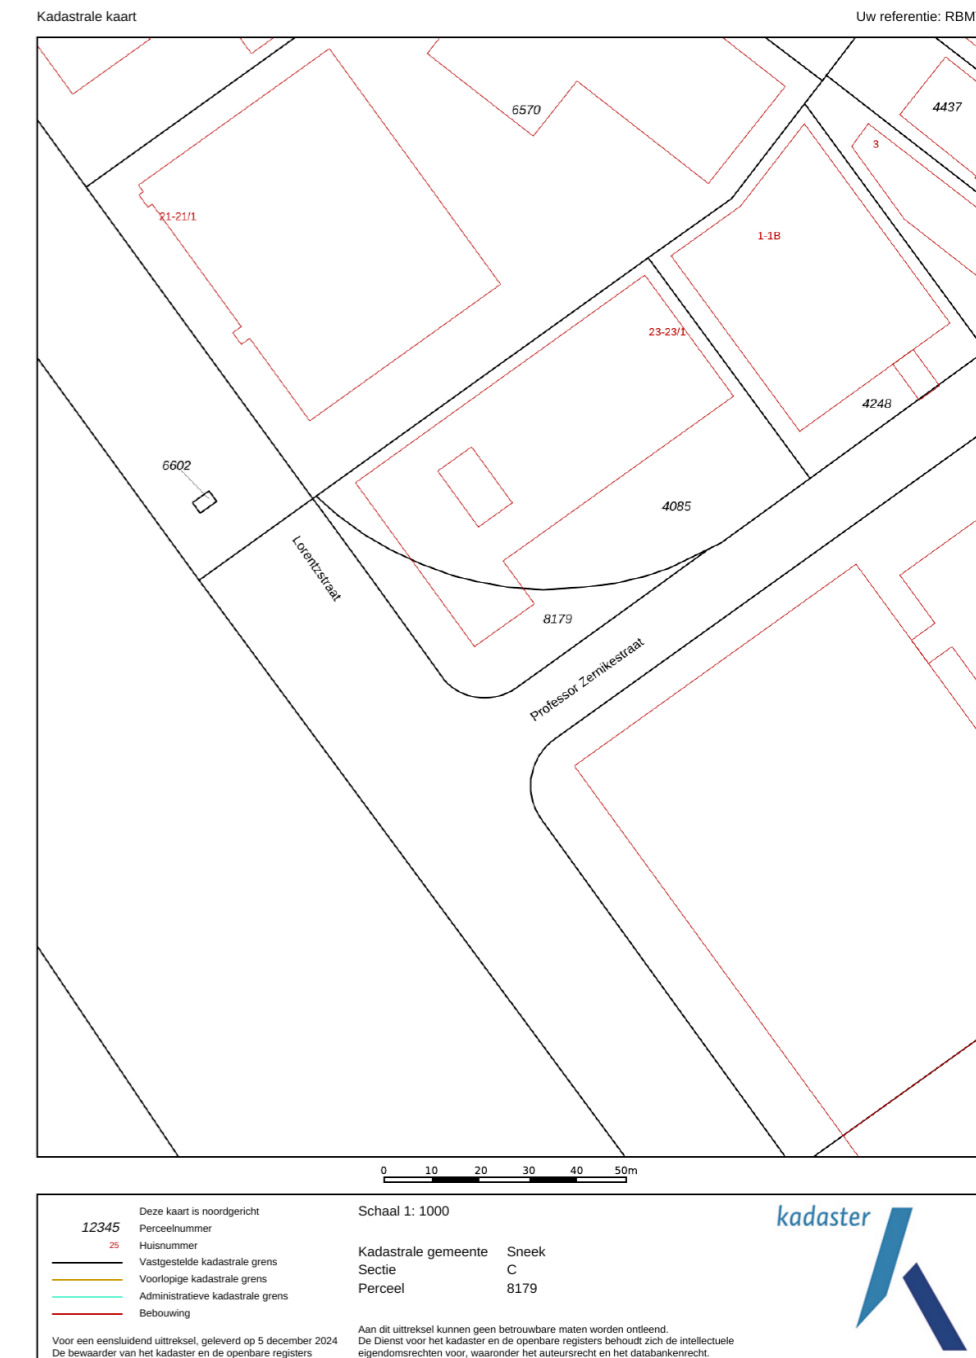 Kadastrale kaart
Uw referentie: RBM
6570
4437
3
21-21/1
1-1B
23-23/1
4248
6602
4085
Lorentzstraat
8179
Professor Zernikestraat
0 10 20 30 40 50m
Deze kaart is noordgericht
12345 Perceelnummer
25 Huisnummer
Vastgestelde kadastrale grens
Voorlopige kadastrale grens
Administratieve kadastrale grens
Bebouwing
Voor een eensluidend uittreksel, geleverd op 5 december 2024
De bewaarder van het kadaster en de openbare registers
Schaal 1: 1000
Kadastrale gemeente Sneek
Sectie C
Perceel 8179
Aan dit uittreksel kunnen geen betrouwbare maten worden ontleend.
De Dienst voor het kadaster en de openbare registers behoudt zich de intellectuele
eigendomsrechten voor, waaronder het auteursrecht en het databankenrecht.
kadaster